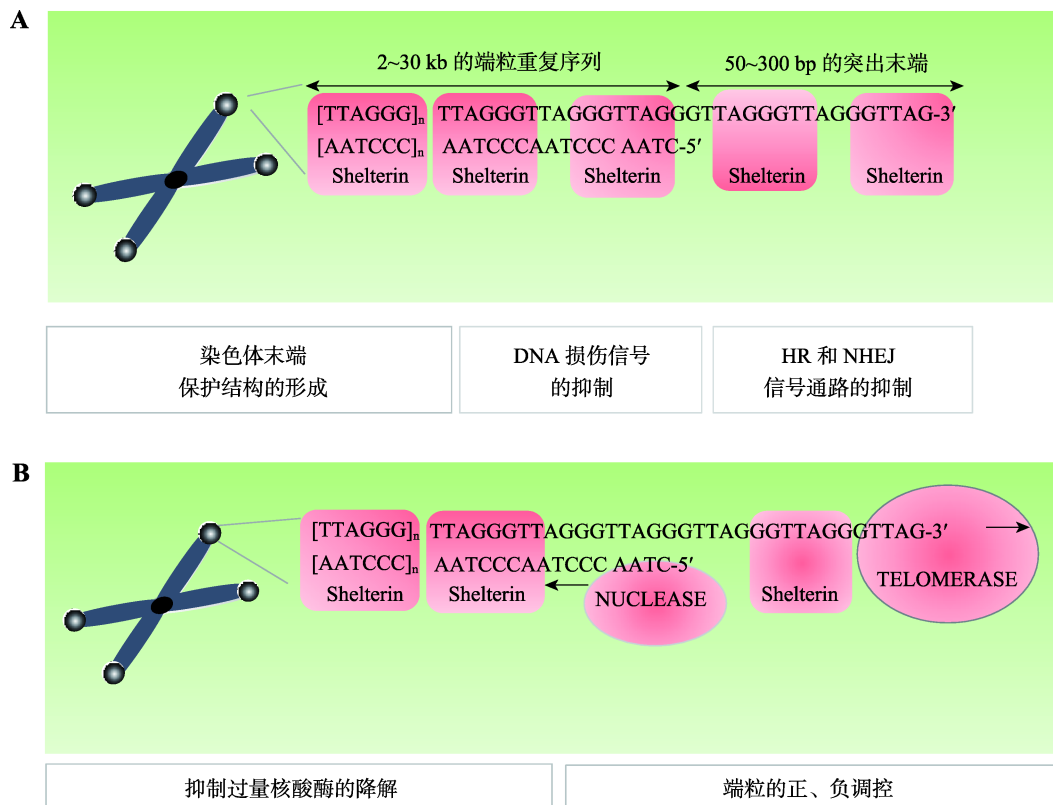 A
2~30 kb 的端粒重复序列
50~300 bp 的突出末端
[TTAGGG]n TTAGGGTTAGGGTTAGGGTTAGGGTTAGGGTTAG-3′
[AATCCC]n AATCCCAATCCC AATC-5′
Shelterin Shelterin Shelterin Shelterin Shelterin
染色体末端
保护结构的形成
DNA 损伤信号
的抑制
HR 和 NHEJ
信号通路的抑制
B
[TTAGGG]n TTAGGGTTAGGGTTAGGGTTAGGGTTAGGGTTAG-3′
[AATCCC]n AATCCCAATCCC AATC-5′
TELOMERASE
Shelterin Shelterin NUCLEASE Shelterin
抑制过量核酸酶的降解
端粒的正、负调控